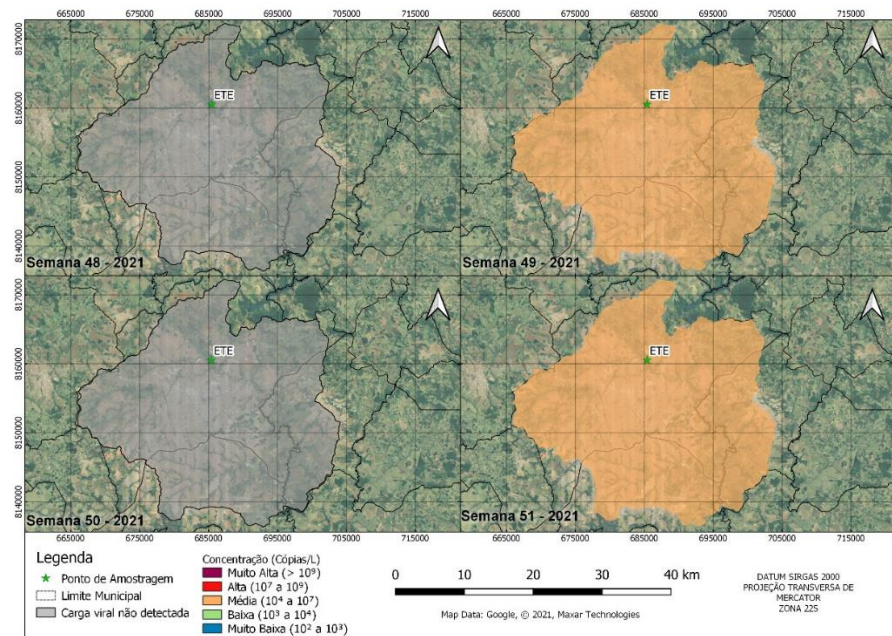 665000 675000 685000 695000 705000 715000 665000 675000 685000 695000 705000 715000
8170000
8160000
8150000
8140000
ETE
ETE
Semana 48 - 2021
Semana 49 - 2021
8170000
8160000
8150000
8140000
ETE
ETE
Semana 50 - 2021
Semana 51 - 2021
665000 675000 685000 695000 705000 715000 665000 675000 685000 695000 705000 715000
Legenda
Ponto de Amostragem
Limite Municipal
Carga viral não detectada
Concentração (Cópias/L)
Muito Alta (> 10⁹)
Alta (10⁷ a 10⁹)
Média (10⁴ a 10⁷)
Baixa (10³ a 10⁴)
Muito Baixa (10² a 10³)
0 10 20 30 40 km
Map Data: Google, © 2021, Maxar Technologies
DATUM SIRGAS 2000
PROJEÇÃO TRANSVERSA DE
MERCATOR
ZONA 22S